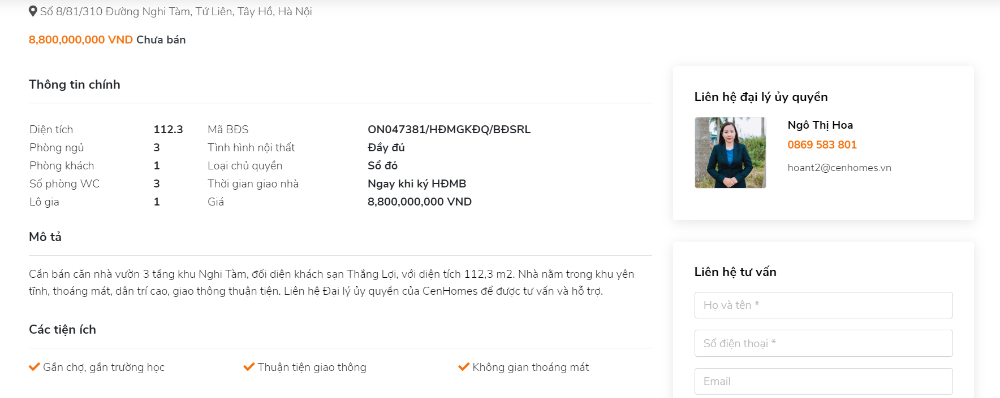 Số 8/81/310 Đường Nghi Tàm, Tứ Liên, Tây Hồ, Hà Nội
8,800,000,000 VND Chưa bán
Thông tin chính
Diện tích 112.3 Mã BĐS ON047381/HĐMGKĐQ/BĐSRL
Phòng ngủ 3 Tình hình nội thất Đầy đủ
Phòng khách 1 Loại chủ quyền Sổ đỏ
Số phòng WC 3 Thời gian giao nhà Ngay khi ký HĐMB
Lô gia 1 Giá 8,800,000,000 VND
Mô tả
Cần bán căn nhà vườn 3 tầng khu Nghi Tàm, đối diện khách sạn Thắng Lợi, với diện tích 112,3 m2. Nhà nằm trong khu yên
tĩnh, thoáng mát, dân trí cao, giao thông thuận tiện. Liên hệ Đại lý ủy quyền của CenHomes để được tư vấn và hỗ trợ.
Các tiện ích
Gần chợ, gần trường học Thuận tiện giao thông Không gian thoáng mát
Liên hệ đại lý ủy quyền
Ngô Thị Hoa
0869 583 801
hoant2@cenhomes.vn
Liên hệ tư vấn
Họ và tên *
Số điện thoại *
Email